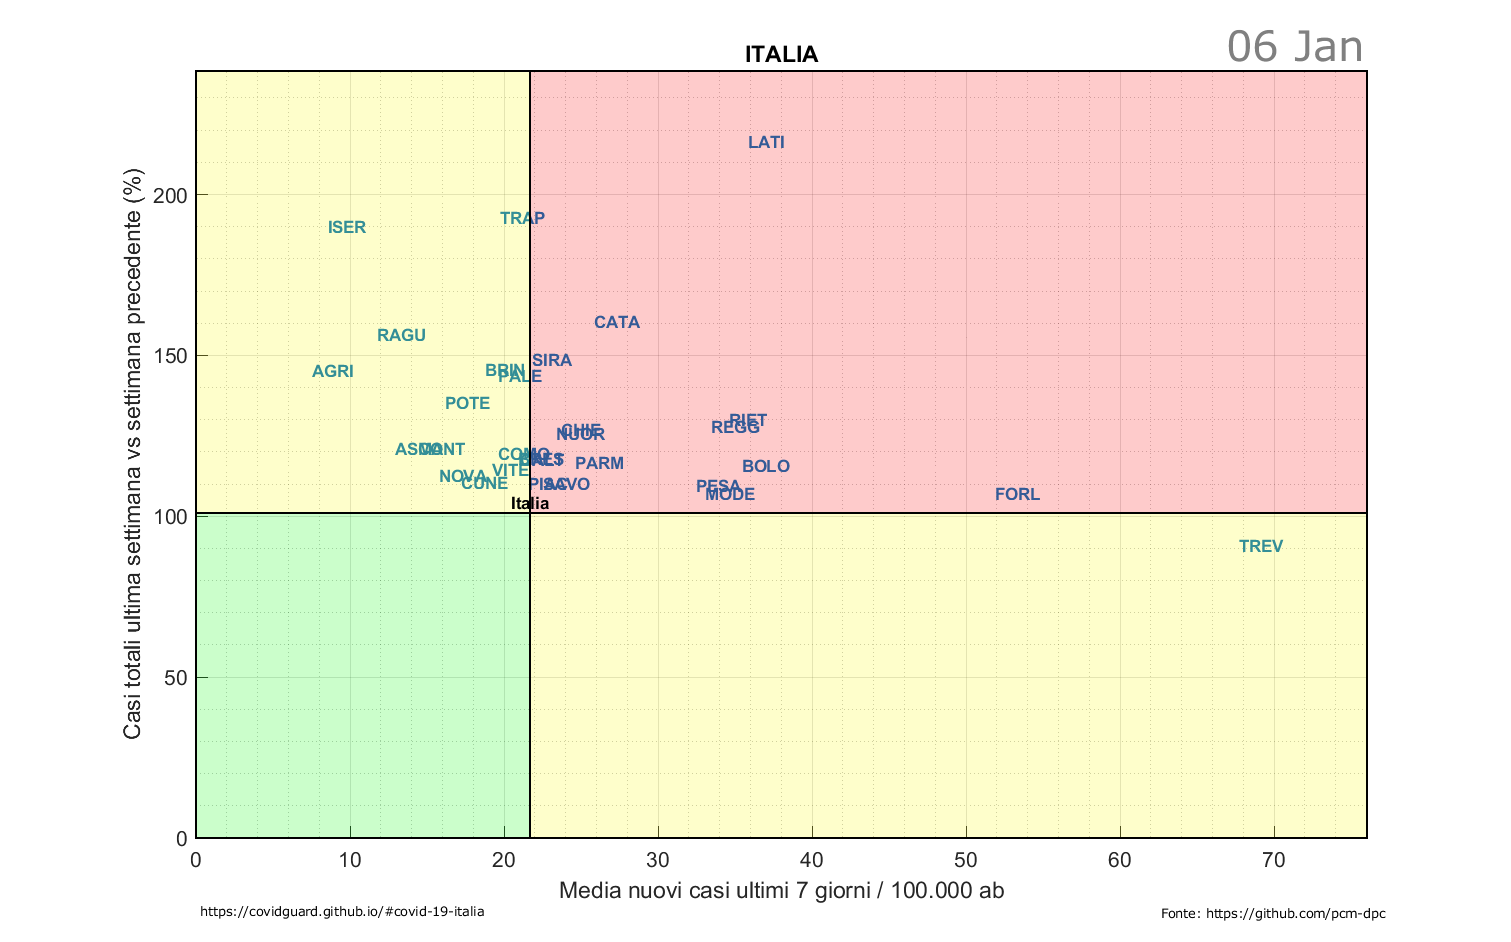 06 Jan
ITALIA
Casi totali ultima settimana vs settimana precedente (%)
200
150
100
50
0
LATI
TRAP
ISER
CATA
RAGU
SIRA
AGRI
BRIN
PALE
POTE
RIET
REGG
CHIE
NUOR
MONT
COMO
PARM
BOLO
VITE
NOVA
CUNE
PIAC
SAVO
PESA
MODE
FORL
Italia
TREV
0 10 20 30 40 50 60 70
Media nuovi casi ultimi 7 giorni / 100.000 ab
https://covidguard.github.io/#covid-19-italia
Fonte: https://github.com/pcm-dpc